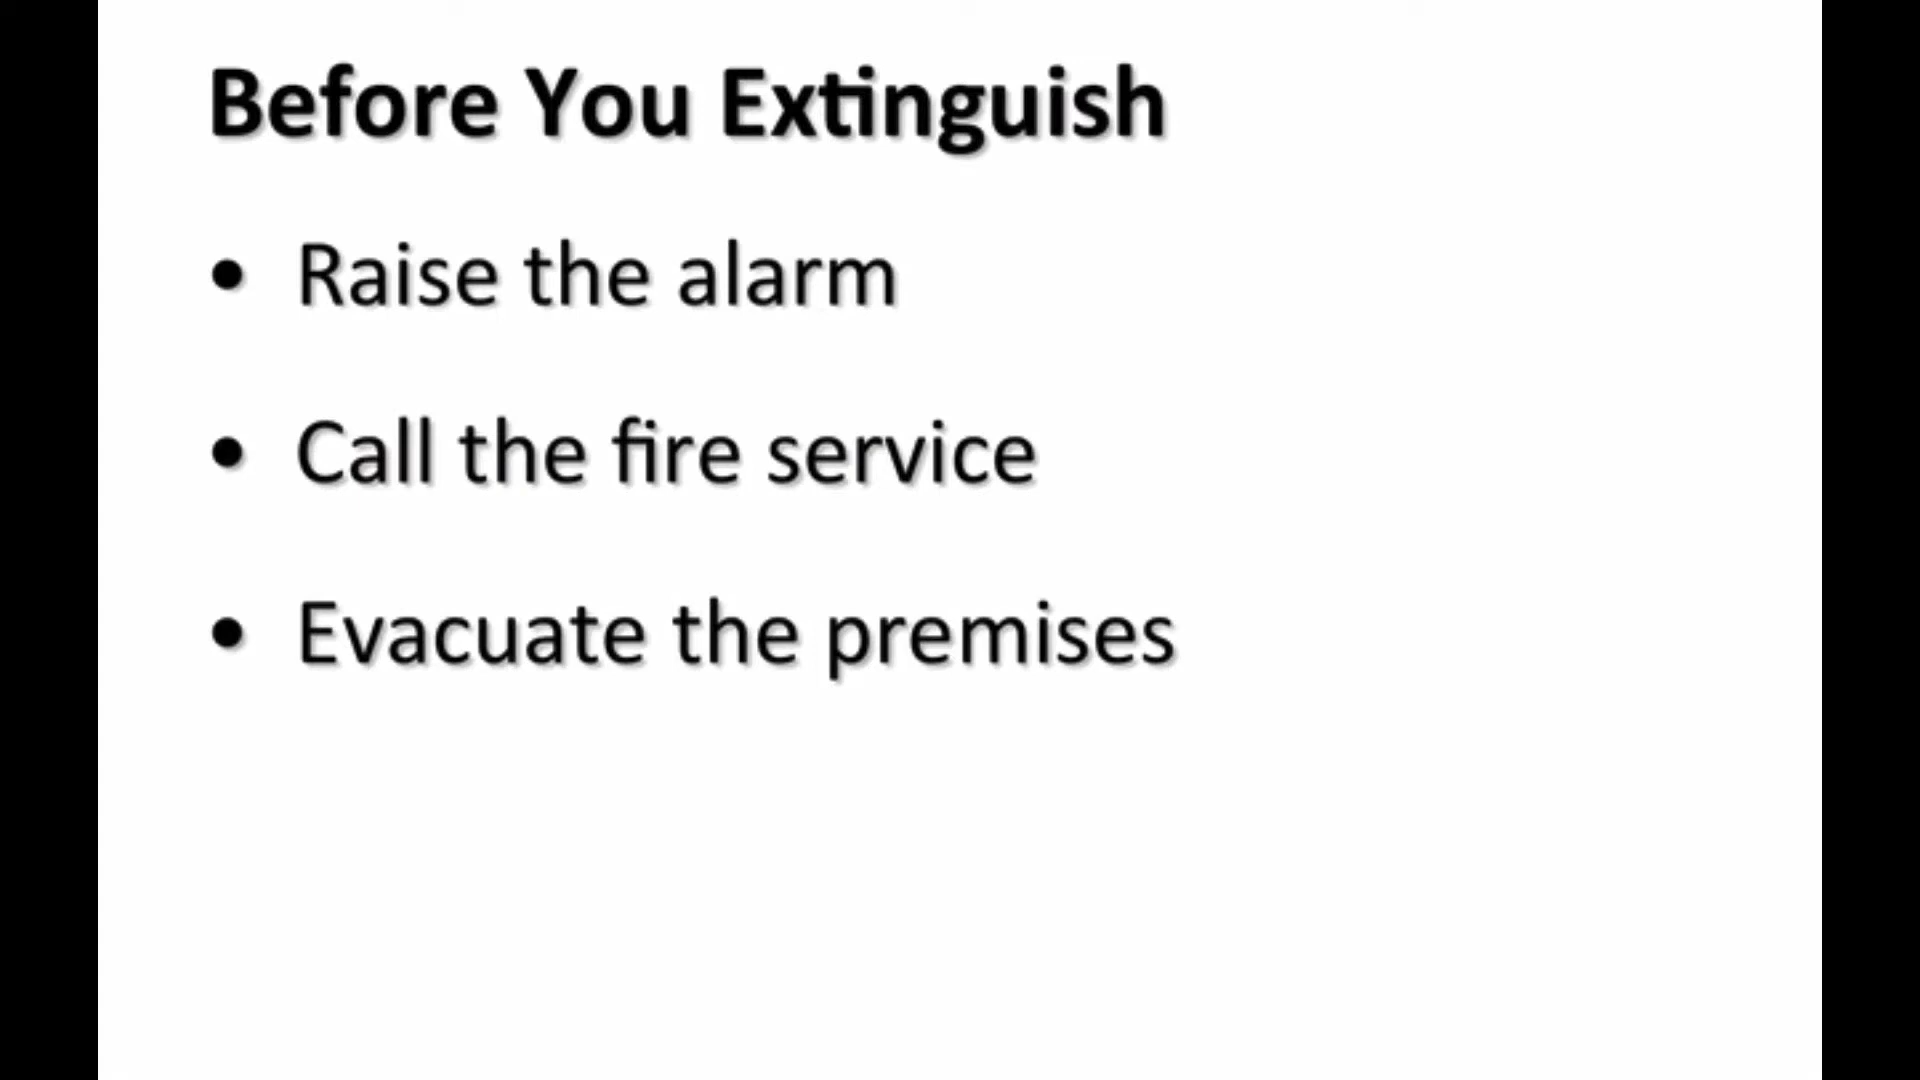 Before You Extinguish
• Raise the alarm
• Call the fire service
• Evacuate the premises